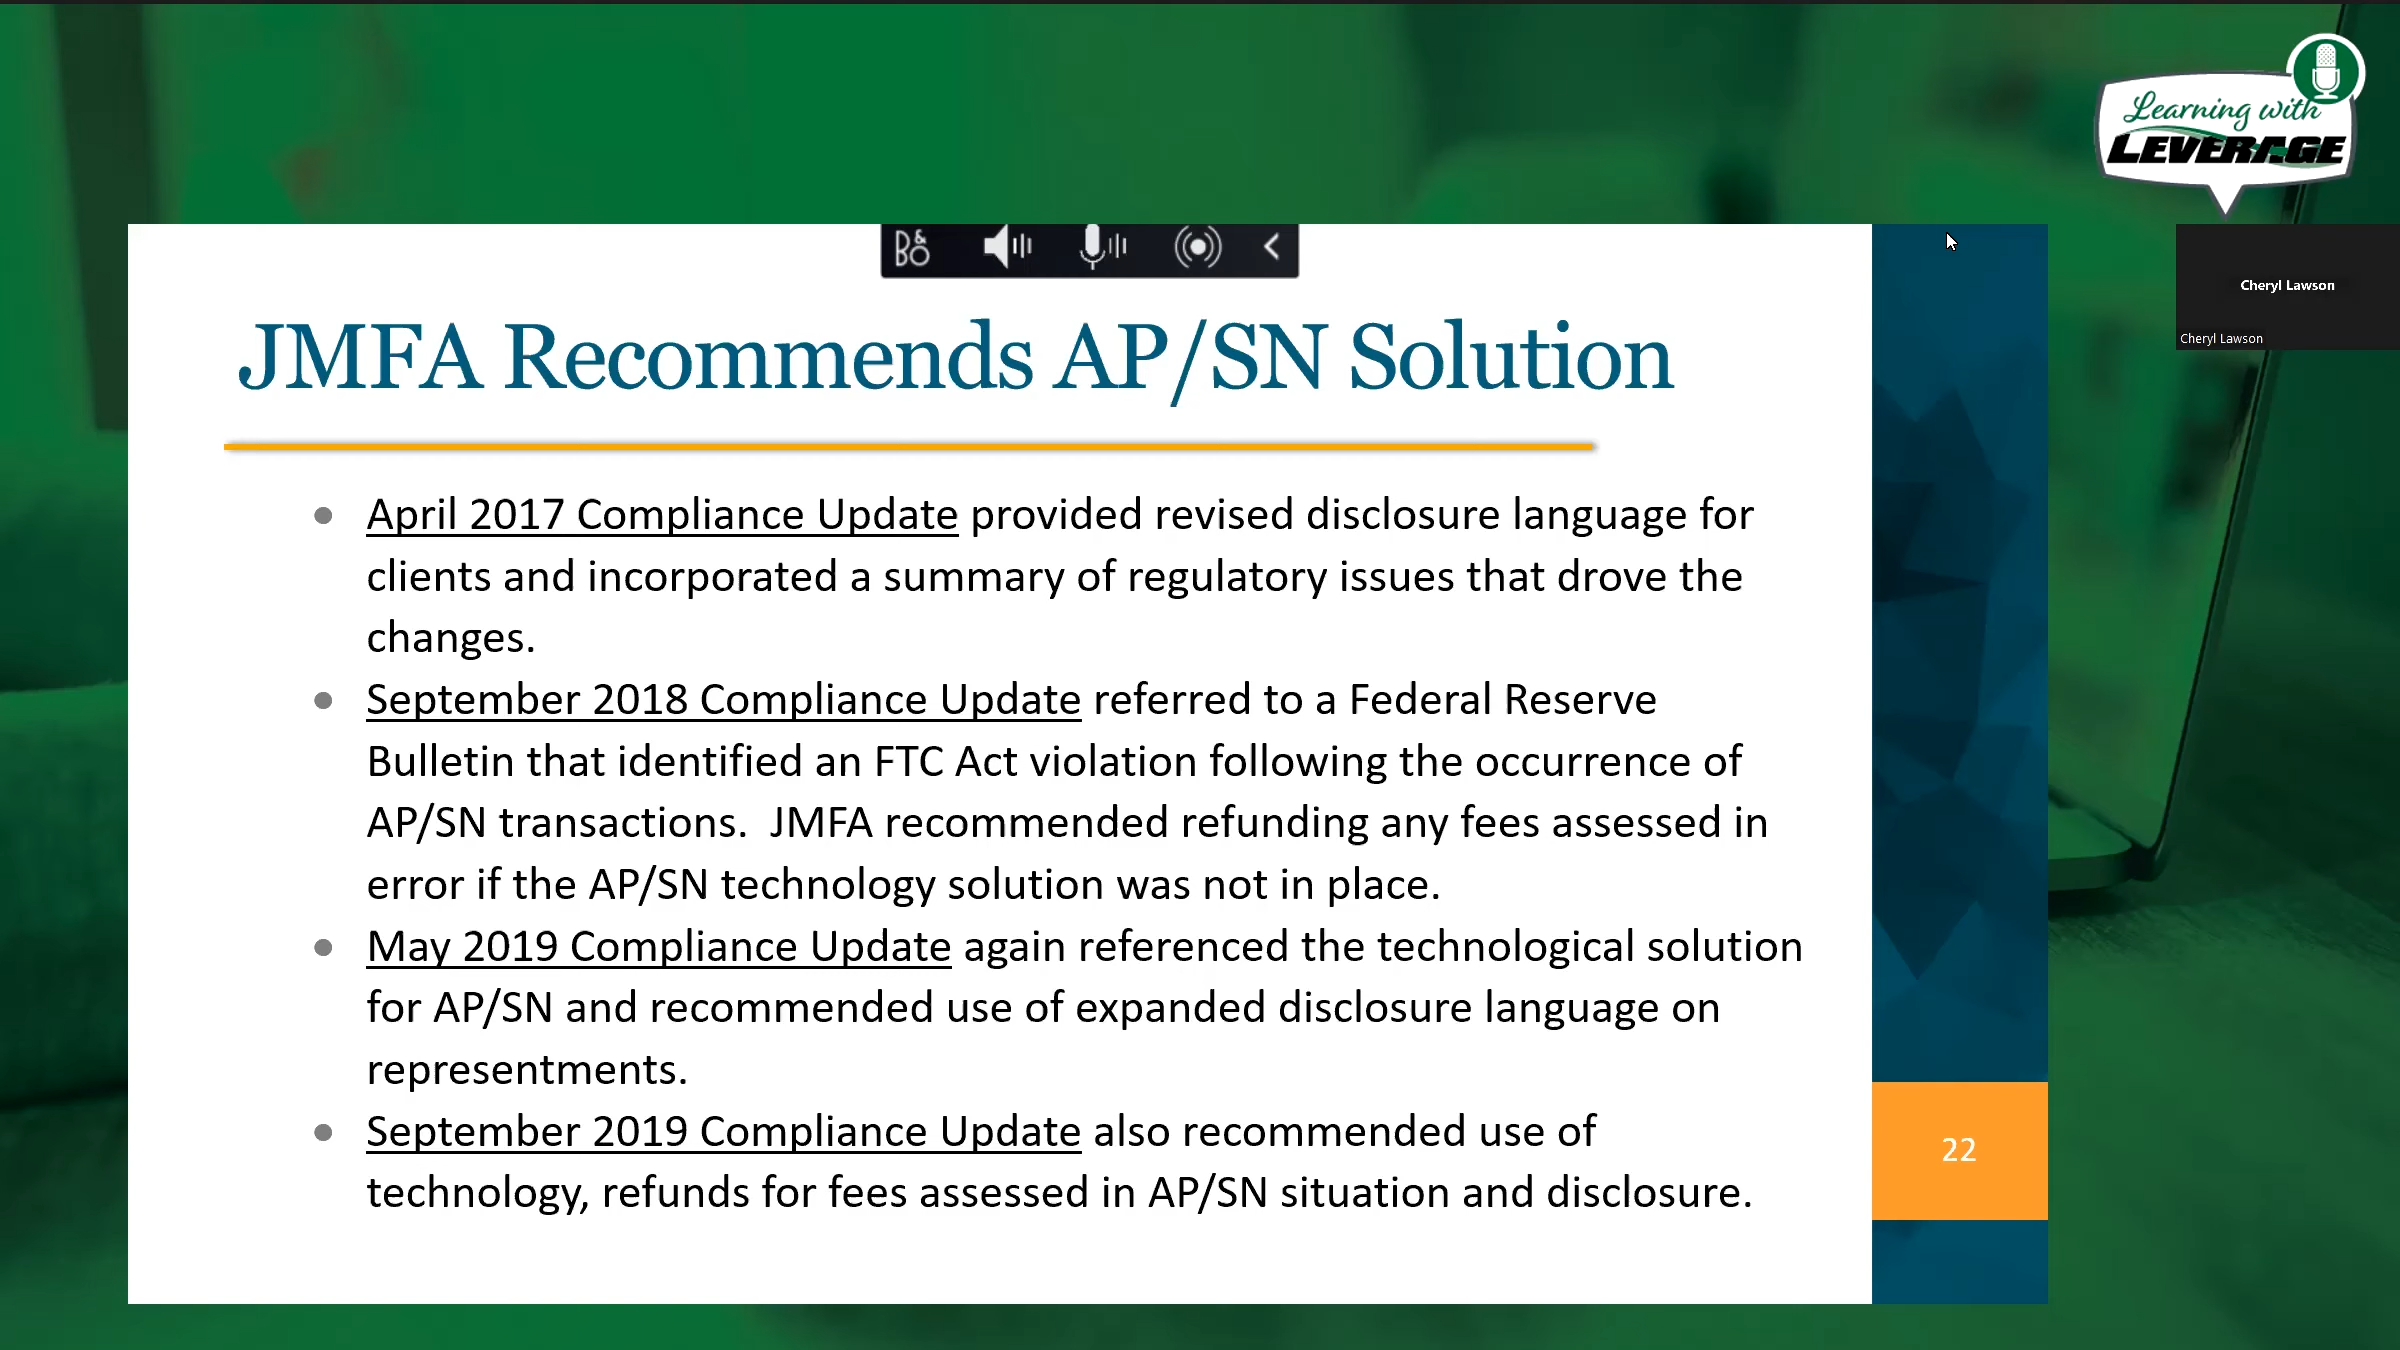 Learning with
LEVERAGE
B&O
Cheryl Lawson
Cheryl Lawson
JMFA Recommends AP/SN Solution
April 2017 Compliance Update provided revised disclosure language for
clients and incorporated a summary of regulatory issues that drove the
changes.
September 2018 Compliance Update referred to a Federal Reserve
Bulletin that identified an FTC Act violation following the occurrence of
AP/SN transactions.  JMFA recommended refunding any fees assessed in
error if the AP/SN technology solution was not in place.
May 2019 Compliance Update again referenced the technological solution
for AP/SN and recommended use of expanded disclosure language on
representments.
September 2019 Compliance Update also recommended use of
technology, refunds for fees assessed in AP/SN situation and disclosure.
22